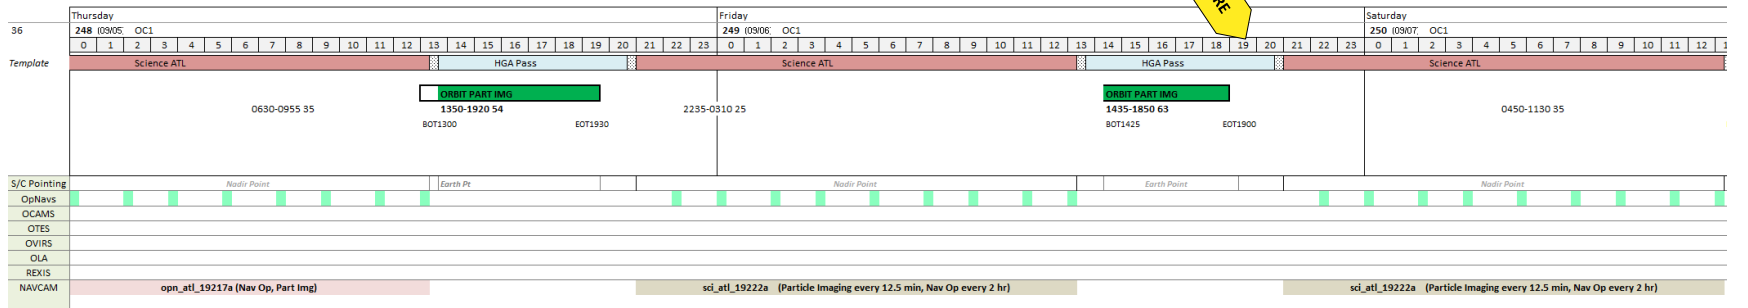 RE
Thursday Friday Saturday
36 248 (09/05) OC1 249 (09/06) OC1 250 (09/07) OC1
0 1 2 3 4 5 6 7 8 9 10 11 12 13 14 15 16 17 18 19 20 21 22 23 0 1 2 3 4 5 6 7 8 9 10 11 12 13 14 15 16 17 18 19 20 21 22 23 0 1 2 3 4 5 6 7 8 9 10 11 12 1
Template Science ATL HGA Pass Science ATL HGA Pass Science ATL
ORBIT PART IMG ORBIT PART IMG
0630-0955 35 1350-1920 54 2235-0310 25 1435-1850 63 0450-1130 35
BOT1300 EOT1930 BOT1425 EOT1900
S/C Pointing Nadir Point Earth Pt Nadir Point Earth Point Nadir Point
OpNavs
OCAMS
OTES
OVIRS
OLA
REXIS
NAVCAM opn_atl_19217a (Nav Op, Part Img) sci_atl_19222a (Particle Imaging every 12.5 min, Nav Op every 2 hr) sci_atl_19222a (Particle Imaging every 12.5 min, Nav Op every 2 hr)